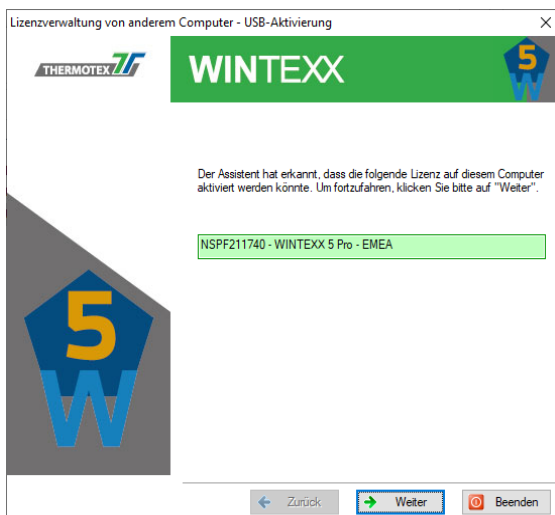 Lizenzverwaltung von anderem Computer - USB-Aktivierung
THERMOTEX
WINTEXX
5
W
Der Assistent hat erkannt, dass die folgende Lizenz auf diesem Computer
aktiviert werden könnte. Um fortzufahren, klicken Sie bitte auf "Weiter".
NSPF211740 - WINTEXX 5 Pro - EMEA
5
W
Zurück
Weiter
Beenden